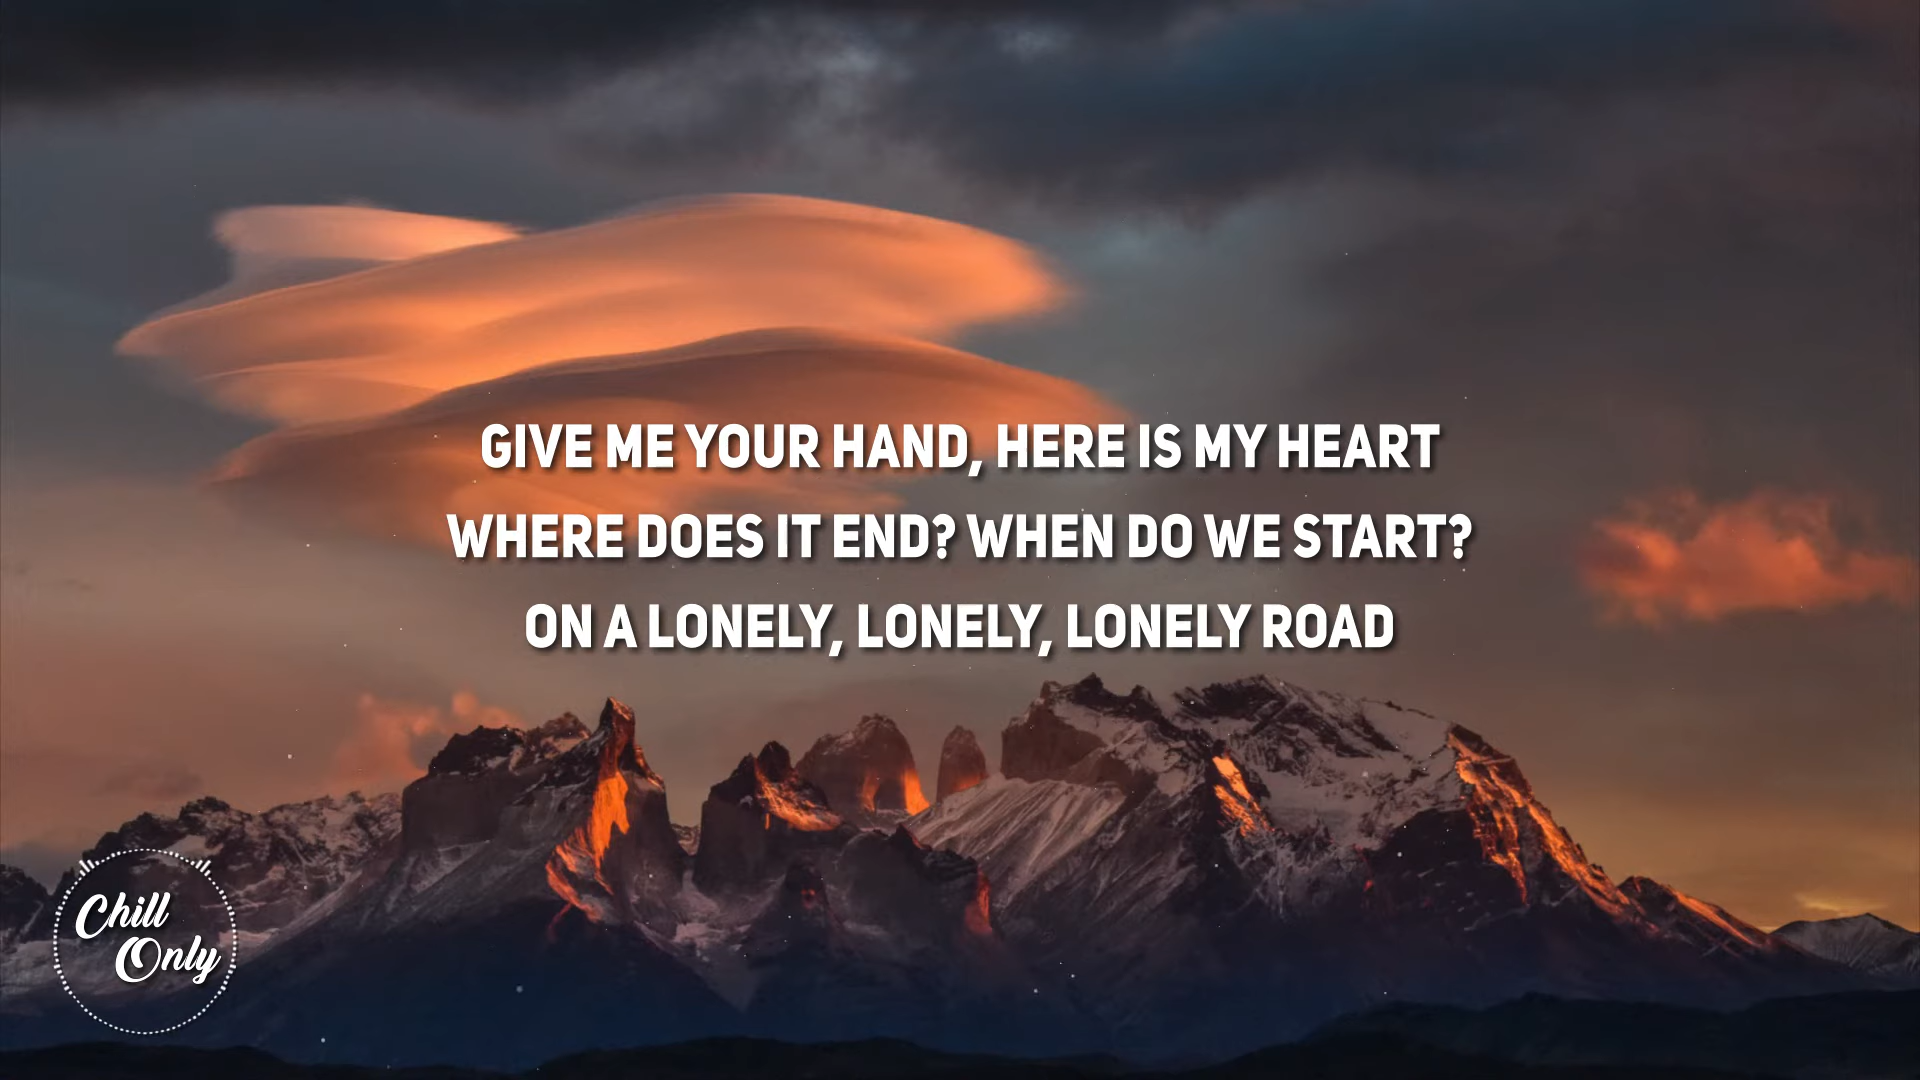 GIVE ME YOUR HAND, HERE IS MY HEART
WHERE DOES IT END? WHEN DO WE START?
ON A LONELY, LONELY, LONELY ROAD
Chill
Only